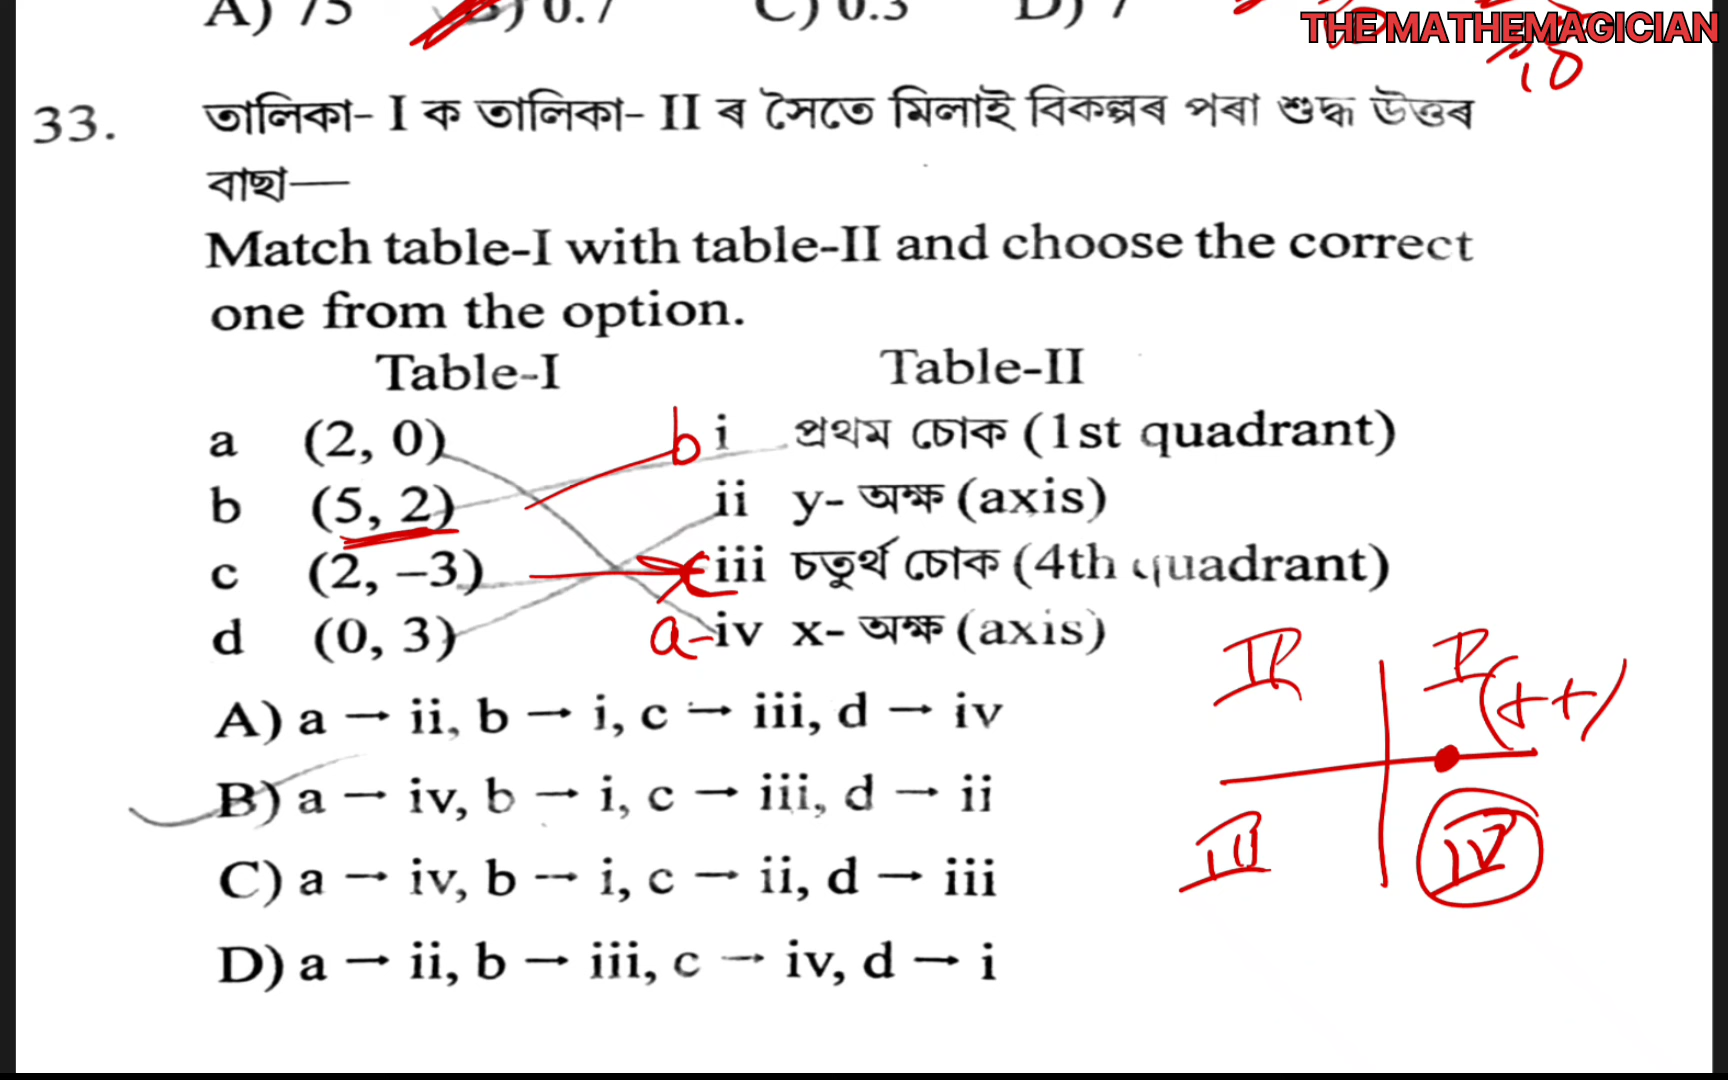 A) 75 B) 0.7 C) 0.3 D) 7
THE MATHEMAGICIAN
10
33. তালিকা- I ক তালিকা- II ৰ সৈতে মিলাই বিকল্পৰ পৰা শুদ্ধ উত্তৰ
বাছা—
Match table-I with table-II and choose the correct
one from the option.
Table-I Table-II
a (2, 0) b i প্ৰথম চোক (1st quadrant)
b (5, 2) ii y- অক্ষ (axis)
c (2, –3) c iii চতুৰ্থ চোক (4th quadrant)
d (0, 3) a- iv x- অক্ষ (axis)
II I (++)
A) a → ii, b → i, c → iii, d → iv
B) a → iv, b → i, c → iii, d → ii
III IV
C) a → iv, b → i, c → ii, d → iii
D) a → ii, b → iii, c → iv, d → i